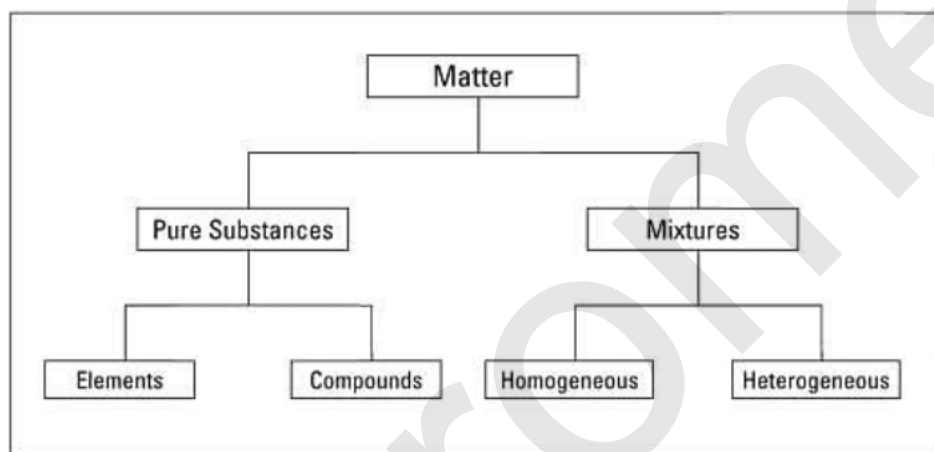 Matter
Pure Substances
Mixtures
Elements
Compounds
Homogeneous
Heterogeneous